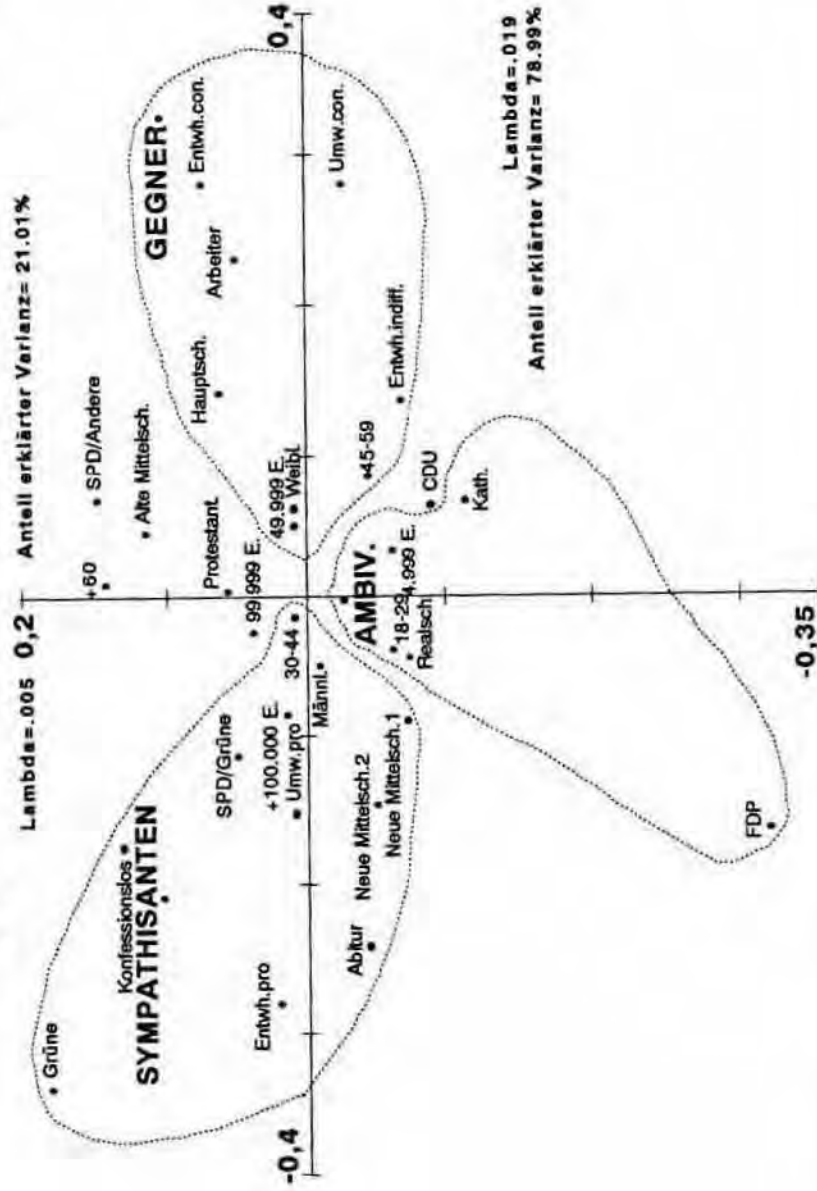 Lambda=.005
0,2
Anteil erklärter Varianz= 21.01%
Grüne
+60
SPD/Andere
Konfessionslos
Alte Mittelsch.
SYMPATHISANTEN
GEGNER
SPD/Grüne
Protestant.
Hauptsch.
Arbeiter
Entwh.con.
99.999 E.
Entwh.pro
+100.000 E.
Umw.pro
30-44
49.999 E.
Weibl.
-0,4
0,4
Männl.
Umw.con.
Abitur
Neue Mittelsch.2
Neue Mittelsch.1
AMBIV.
45-59
18-29
4.999 E.
Realsch.
Entwh.indiff.
CDU
Kath.
Lambda=.019
Anteil erklärter Varianz= 78.99%
FDP
-0,35